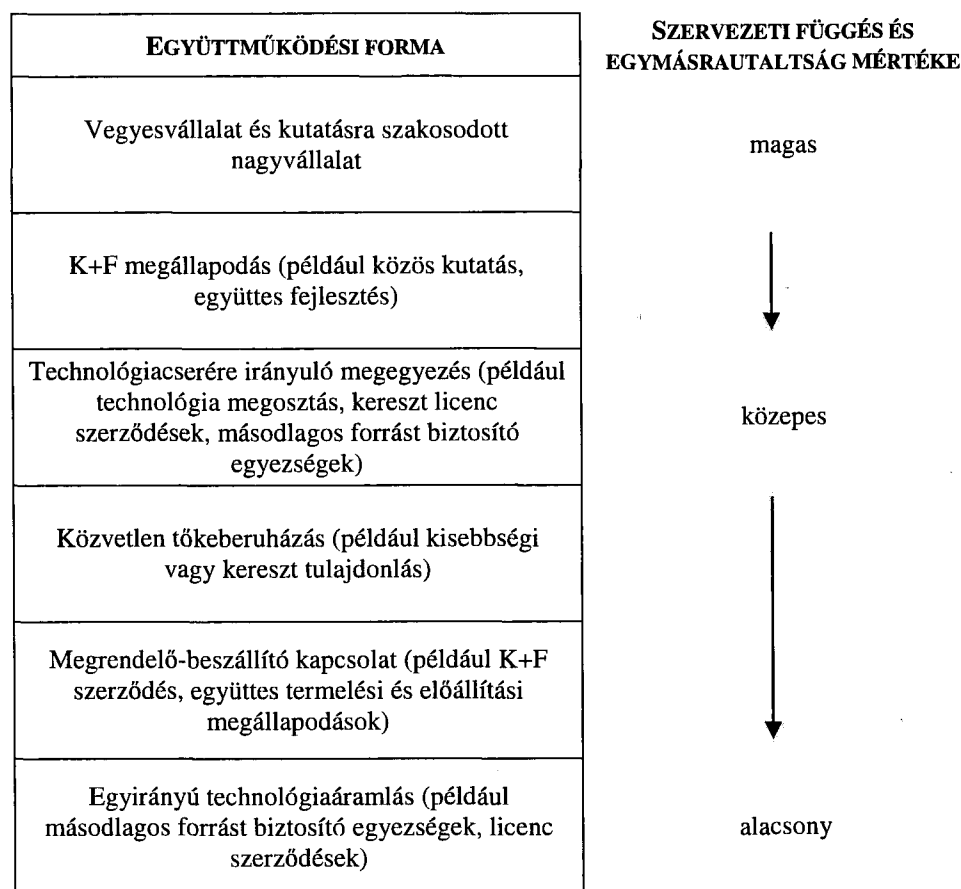 EGYÜTTMŰKÖDÉSI FORMA
SZERVEZETI FÜGGÉS ÉS
EGYMÁSRAUTALTSÁG MÉRTÉKE
Vegyesvállalat és kutatásra szakosodott
nagyvállalat
magas
K+F megállapodás (például közös kutatás,
együttes fejlesztés)
Technológiacserére irányuló megegyezés (például
technológia megosztás, kereszt licenc
szerződések, másodlagos forrást biztosító
egyezségek)
közepes
Közvetlen tőkeberuházás (például kisebbségi
vagy kereszt tulajdonlás)
Megrendelő-beszállító kapcsolat (például K+F
szerződés, együttes termelési és előállítási
megállapodások)
Egyirányú technológiaáramlás (például
másodlagos forrást biztosító egyezségek, licenc
szerződések)
alacsony